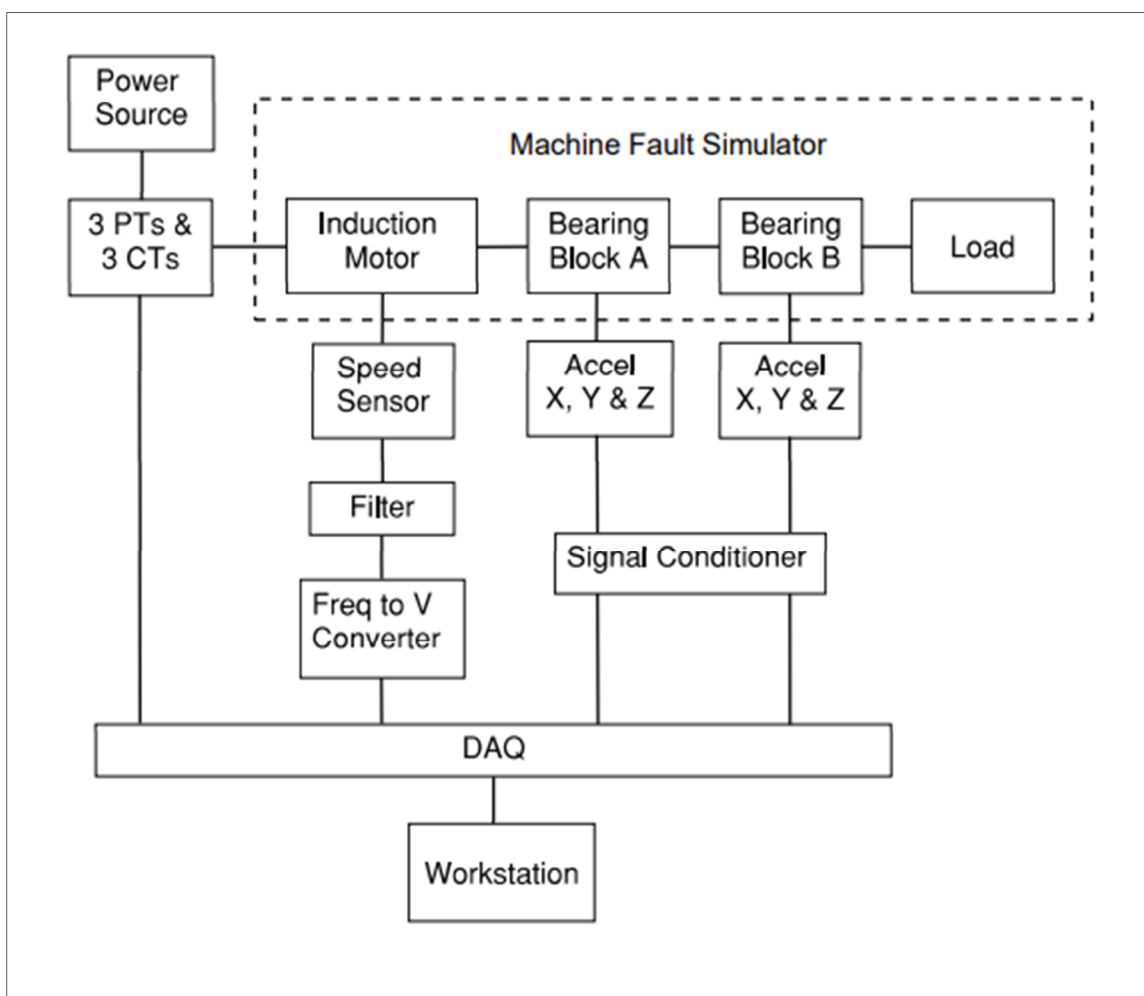 Power
Source
Machine Fault Simulator
3 PTs &
3 CTs
Induction
Motor
Bearing
Block A
Bearing
Block B
Load
Speed
Sensor
Accel
X, Y & Z
Accel
X, Y & Z
Filter
Signal Conditioner
Freq to V
Converter
DAQ
Workstation